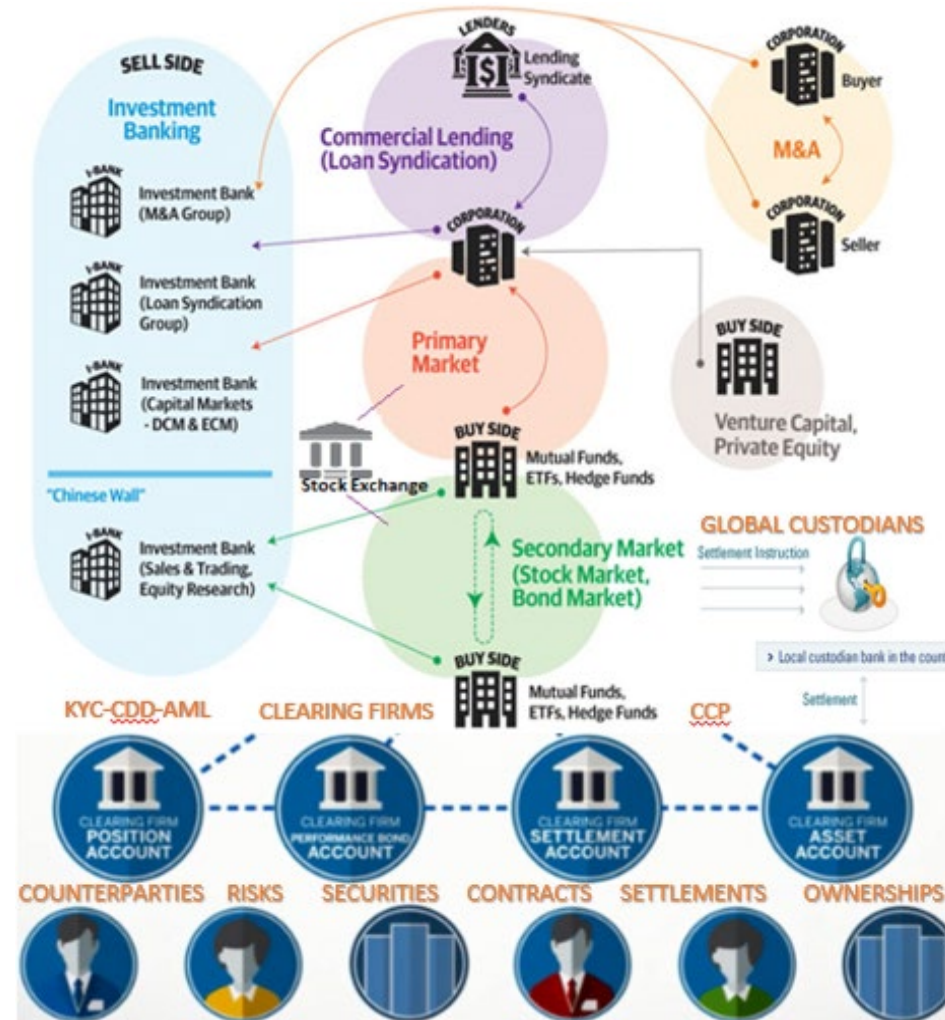 SELL SIDE
Investment
Banking
I-BANK
Investment Bank
(M&A Group)
I-BANK
Investment Bank
(Loan Syndication
Group)
I-BANK
Investment Bank
(Capital Markets
- DCM & ECM)
"Chinese Wall"
I-BANK
Investment Bank
(Sales & Trading,
Equity Research)
LENDERS
$
Lending
Syndicate
Commercial Lending
(Loan Syndication)
CORPORATION
Primary
Market
Stock Exchange
BUY SIDE
Mutual Funds,
ETFs, Hedge Funds
Secondary Market
(Stock Market,
Bond Market)
BUY SIDE
Mutual Funds,
ETFs, Hedge Funds
CORPORATION
Buyer
M&A
CORPORATION
Seller
BUY SIDE
Venture Capital,
Private Equity
GLOBAL CUSTODIANS
Settlement Instruction
> Local custodian bank in the coun
Settlement
KYC-CDD-AML
CLEARING FIRMS
CCP
CLEARING FIRM
POSITION
ACCOUNT
CLEARING FIRM
PERFORMANCE BOND
ACCOUNT
CLEARING FIRM
SETTLEMENT
ACCOUNT
CLEARING FIRM
ASSET
ACCOUNT
COUNTERPARTIES
RISKS
SECURITIES
CONTRACTS
SETTLEMENTS
OWNERSHIPS